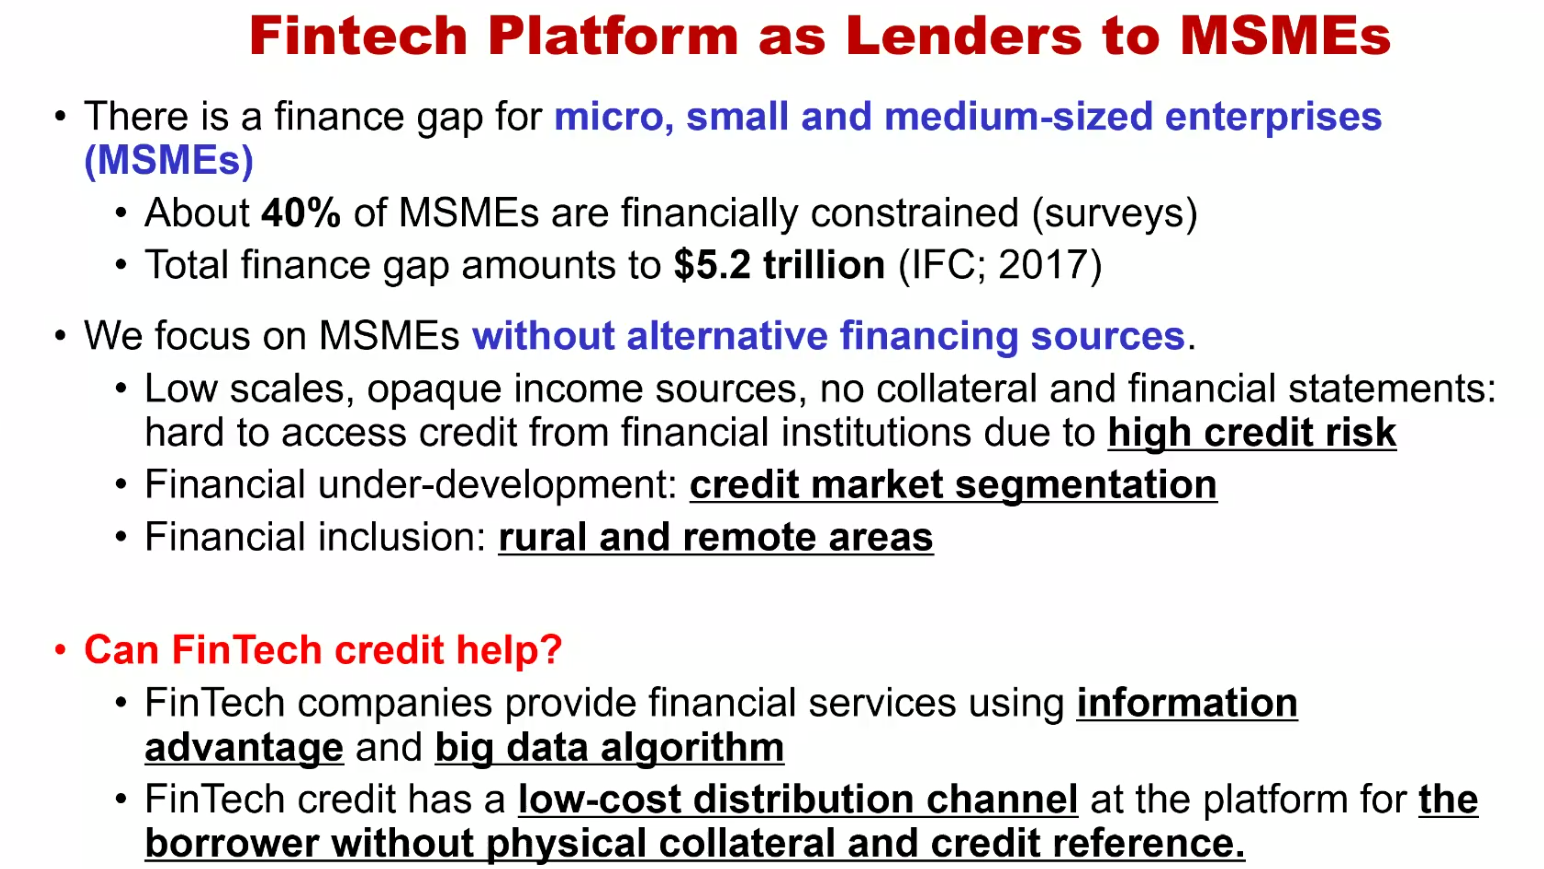 Fintech Platform as Lenders to MSMEs
• There is a finance gap for micro, small and medium-sized enterprises
(MSMEs)
• About 40% of MSMEs are financially constrained (surveys)
• Total finance gap amounts to $5.2 trillion (IFC; 2017)
• We focus on MSMEs without alternative financing sources.
• Low scales, opaque income sources, no collateral and financial statements:
hard to access credit from financial institutions due to high credit risk
• Financial under-development: credit market segmentation
• Financial inclusion: rural and remote areas
• Can FinTech credit help?
• FinTech companies provide financial services using information
advantage and big data algorithm
• FinTech credit has a low-cost distribution channel at the platform for the
borrower without physical collateral and credit reference.